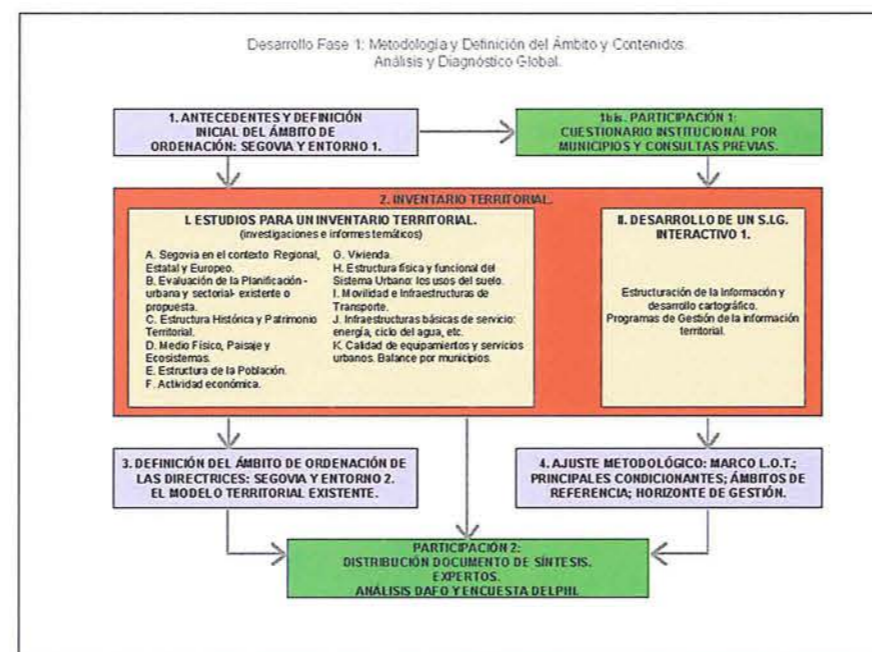 Desarrollo Fase 1: Metodología y Definición del Ámbito y Contenidos.
Análisis y Diagnóstico Global.
1. ANTECEDENTES Y DEFINICIÓN
INICIAL DEL ÁMBITO DE
ORDENACIÓN: SEGOVIA Y ENTORNO 1.
1bis. PARTICIPACIÓN 1:
CUESTIONARIO INSTITUCIONAL POR
MUNICIPIOS Y CONSULTAS PREVIAS.
2. INVENTARIO TERRITORIAL.
I. ESTUDIOS PARA UN INVENTARIO TERRITORIAL.
(investigaciones e informes temáticos)
A. Segovia en el contexto Regional,
Estatal y Europeo.
B. Evaluación de la Planificación -
urbana y sectorial- existente o
propuesta.
C. Estructura Histórica y Patrimonio
Territorial.
D. Medio Físico, Paisaje y
Ecosistemas.
E. Estructura de la Población.
F. Actividad económica.
G. Vivienda.
H. Estructura física y funcional del
Sistema Urbano: los usos del suelo.
I. Movilidad e Infraestructuras de
Transporte.
J. Infraestructuras básicas de servicio:
energía, ciclo del agua, etc.
K. Calidad de equipamientos y servicios
urbanos. Balance por municipios.
II. DESARROLLO DE UN S.I.G.
INTERACTIVO 1.
Estructuración de la Información y
desarrollo cartográfico.
Programas de Gestión de la información
territorial.
3. DEFINICIÓN DEL ÁMBITO DE ORDENACIÓN DE
LAS DIRECTRICES: SEGOVIA Y ENTORNO 2.
EL MODELO TERRITORIAL EXISTENTE.
4. AJUSTE METODOLÓGICO: MARCO L.O.T.;
PRINCIPALES CONDICIONANTES; ÁMBITOS DE
REFERENCIA; HORIZONTE DE GESTIÓN.
PARTICIPACIÓN 2:
DISTRIBUCIÓN DOCUMENTO DE SÍNTESIS.
EXPERTOS.
ANÁLISIS DAFO Y ENCUESTA DELPHI.